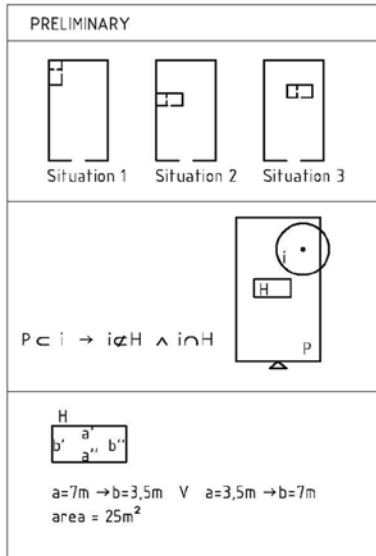 PRELIMINARY
Situation 1 Situation 2 Situation 3
i
H
P
P ⊂ i → i⊄H ∧ i∩H
H
a'
b' b''
a''
a=7m →b=3,5m V a=3,5m →b=7m
area = 25m²